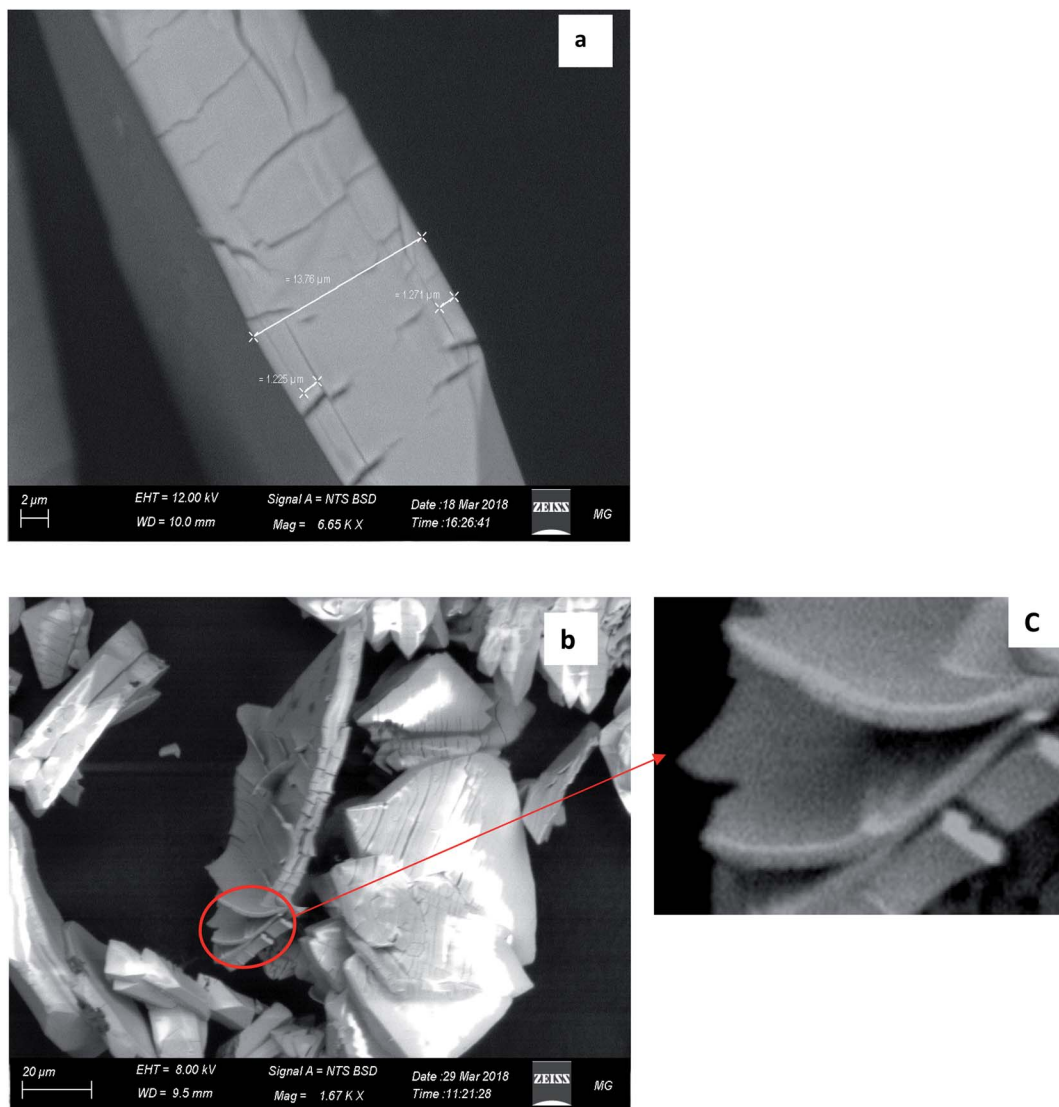 a
= 13.76 µm
= 1.271 µm
= 1.225 µm
2 µm
EHT = 12.00 kV
WD = 10.0 mm
Signal A = NTS BSD
Mag = 6.65 K X
Date :18 Mar 2018
Time :16:26:41
ZEISS
MG
b
C
20 µm
EHT = 8.00 kV
WD = 9.5 mm
Signal A = NTS BSD
Mag = 1.67 K X
Date :29 Mar 2018
Time :11:21:28
ZEISS
MG